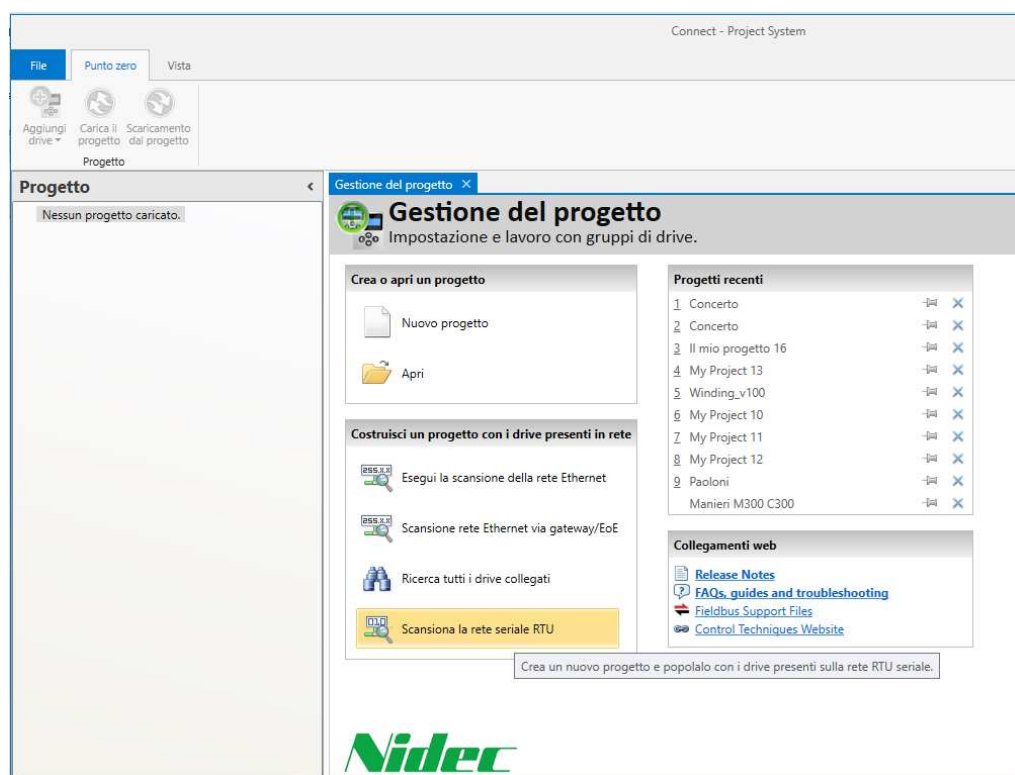 Connect - Project System
File Punto zero Vista
Aggiungi drive Carica il progetto Scaricamento dal progetto
Progetto
Progetto
Nessun progetto caricato.
Gestione del progetto
Gestione del progetto
Impostazione e lavoro con gruppi di drive.
Crea o apri un progetto
Nuovo progetto
Apri
Costruisci un progetto con i drive presenti in rete
Esegui la scansione della rete Ethernet
Scansione rete Ethernet via gateway/EoE
Ricerca tutti i drive collegati
Scansiona la rete seriale RTU
Crea un nuovo progetto e popolalo con i drive presenti sulla rete RTU seriale.
Progetti recenti
1 Concerto
2 Concerto
3 Il mio progetto 16
4 My Project 13
5 Winding_v100
6 My Project 10
7 My Project 11
8 My Project 12
9 Paoloni
Manieri M300 C300
Collegamenti web
Release Notes
FAQs, guides and troubleshooting
Fieldbus Support Files
Control Techniques Website
Nidec